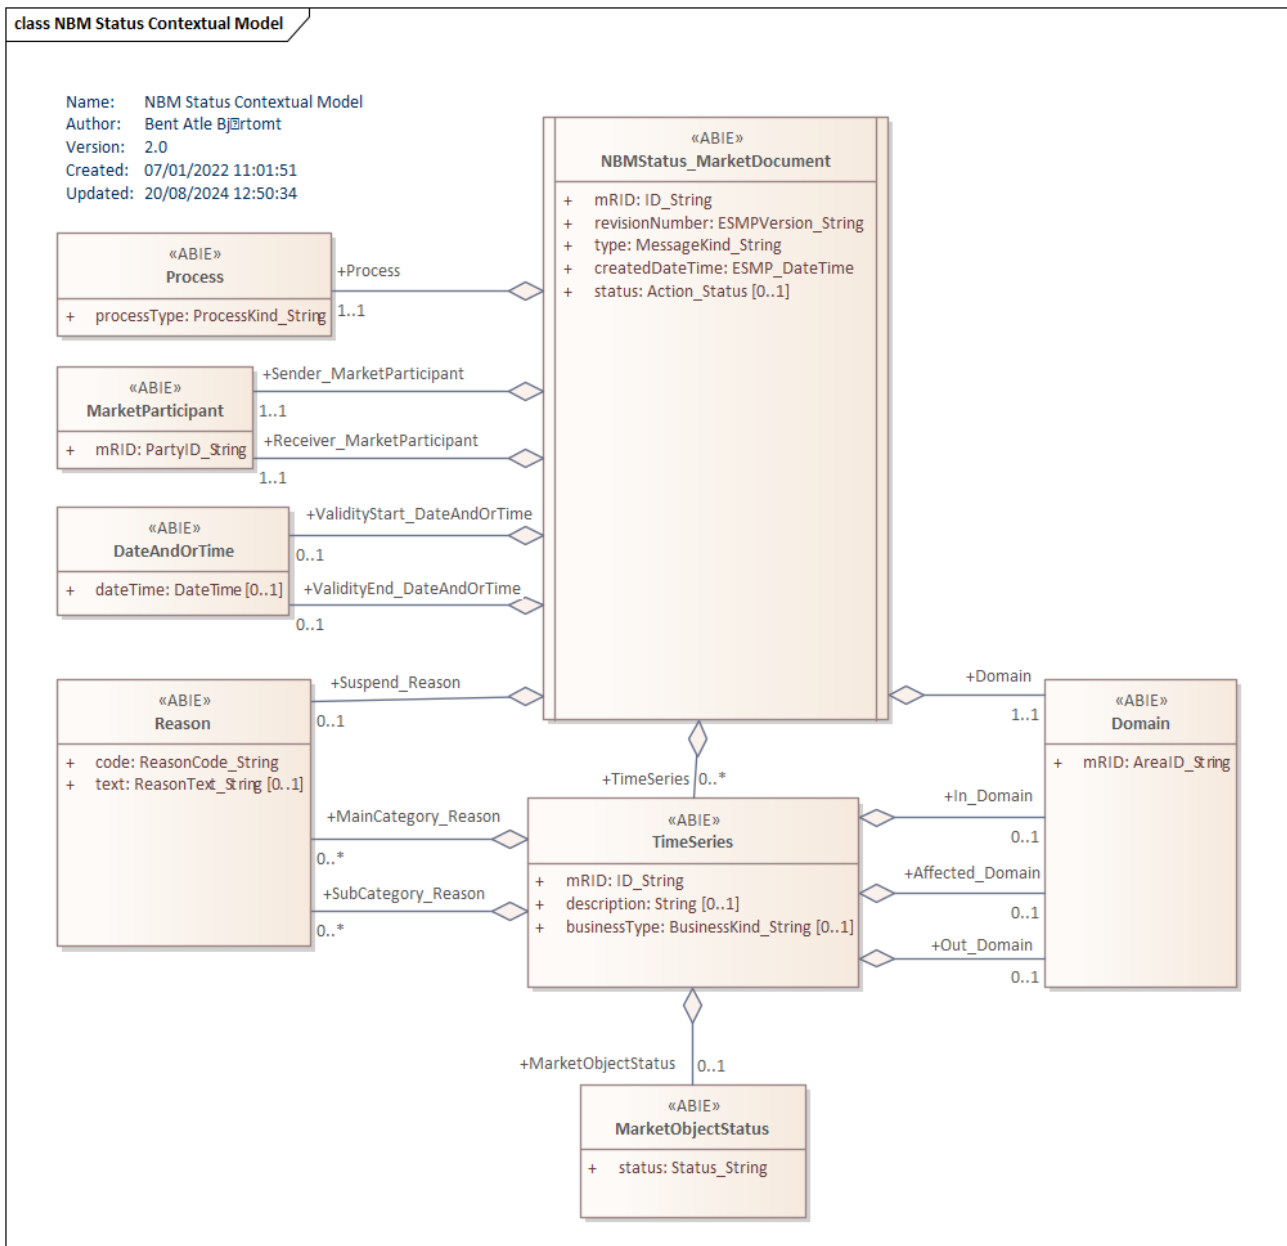 class NBM Status Contextual Model
Name: NBM Status Contextual Model
Author: Bent Atle
Version: 2.0
Created: 07/01/2022 11:01:51
Updated: 20/08/2024 12:50:34
«ABIE»
NBMStatus_MarketDocument
+ mRID: ID_String
+ revisionNumber: ESMPVersion_String
+ type: MessageKind_String
+ createdDateTime: ESMP_DateTime
+ status: Action_Status [0..1]
«ABIE»
Process
+ processType: ProcessKind_String
+Process
1..1
«ABIE»
MarketParticipant
+ mRID: PartyID_String
+Sender_MarketParticipant
1..1
+Receiver_MarketParticipant
1..1
«ABIE»
DateAndOrTime
+ dateTime: DateTime [0..1]
+ValidityStart_DateAndOrTime
0..1
+ValidityEnd_DateAndOrTime
0..1
«ABIE»
Reason
+ code: ReasonCode_String
+ text: ReasonText_String [0..1]
+Suspend_Reason
0..1
+MainCategory_Reason
0..*
+SubCategory_Reason
0..*
+TimeSeries 0..*
«ABIE»
TimeSeries
+ mRID: ID_String
+ description: String [0..1]
+ businessType: BusinessKind_String [0..1]
+Domain
1..1
«ABIE»
Domain
+ mRID: AreaID_String
+In_Domain
0..1
+Affected_Domain
0..1
+Out_Domain
0..1
+MarketObjectStatus 0..1
«ABIE»
MarketObjectStatus
+ status: Status_String